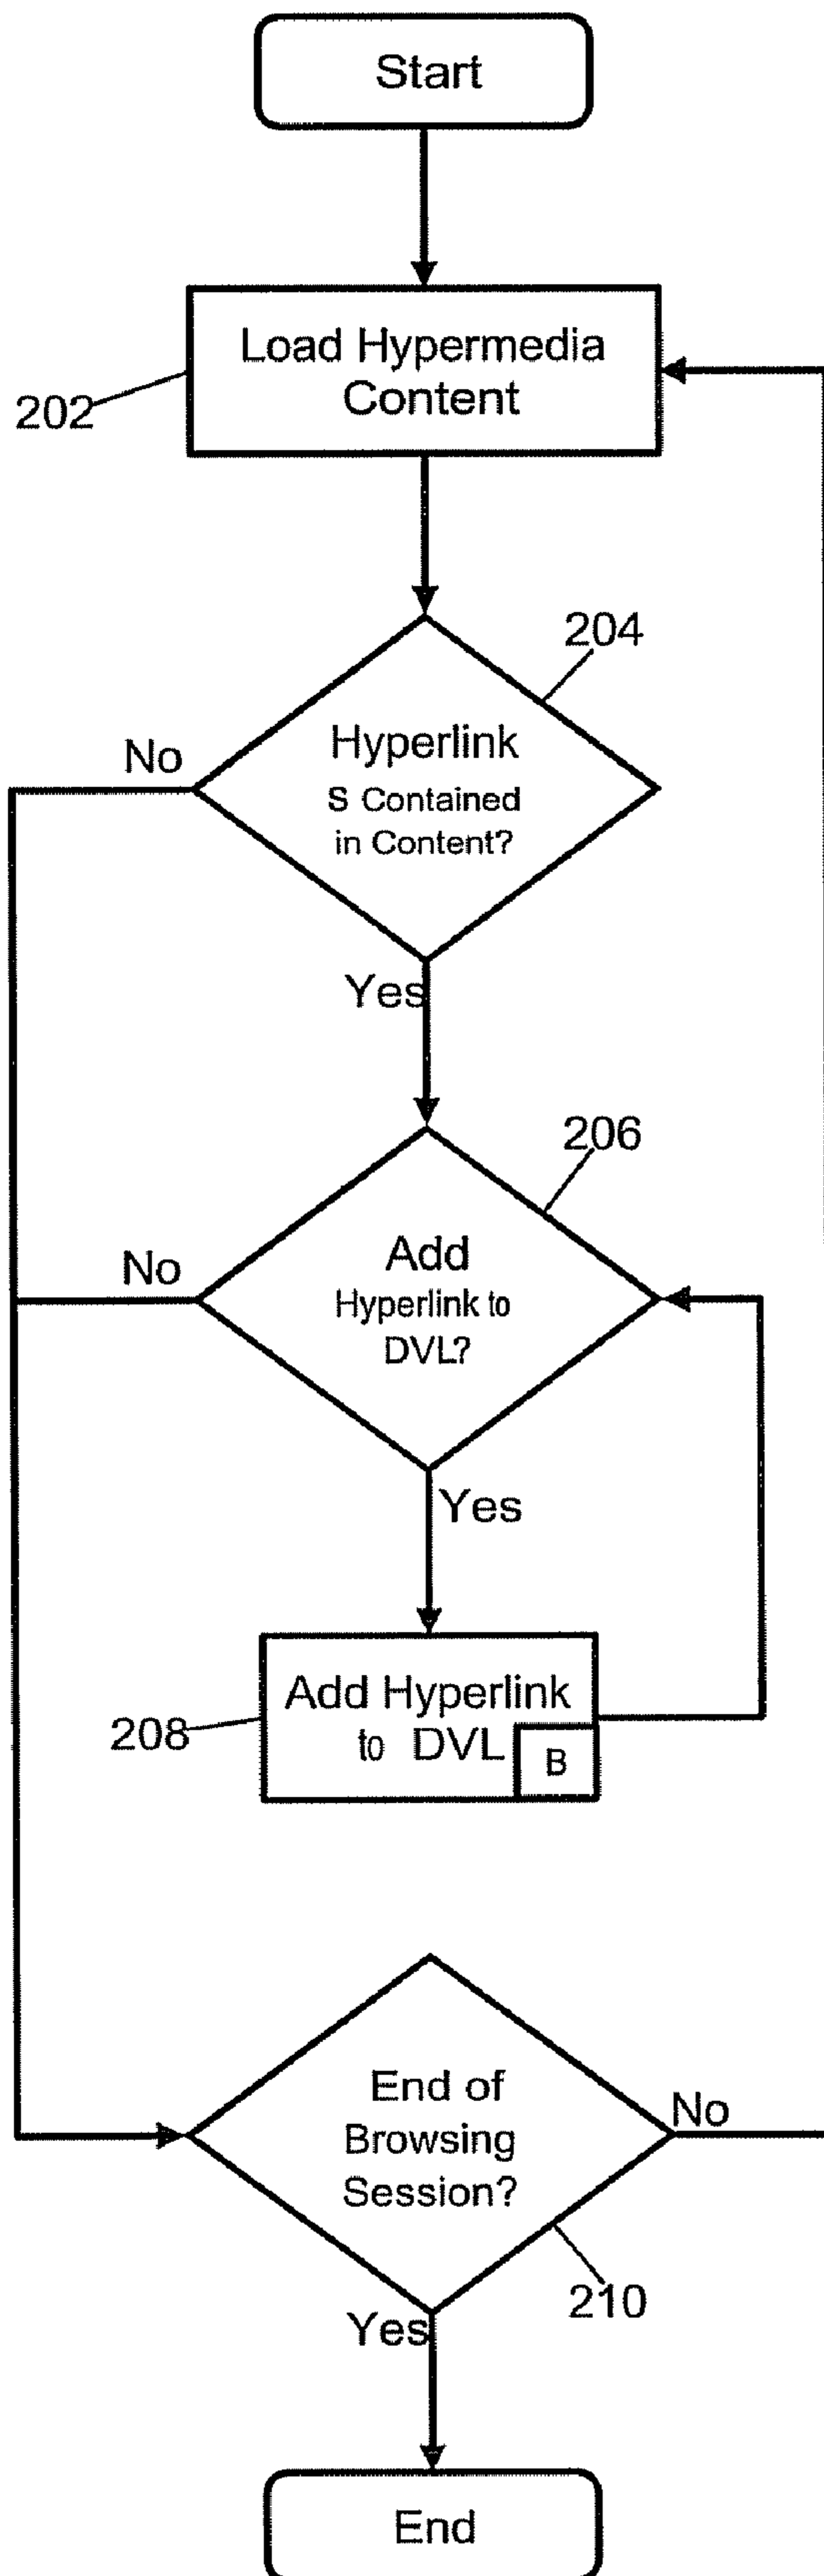 Start
Load Hypermedia
Content
202
204
Hyperlink
S Contained
in Content?
No
Yes
206
Add
Hyperlink to
DVL?
No
Yes
Add Hyperlink
to DVL
B
208
End of
Browsing
Session?
No
210
Yes
End